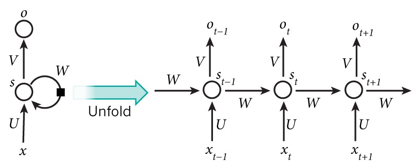 o
V
s
W
U
x
Unfold
o_{t-1} o_t o_{t+1}
V V V
W s_{t-1} s_t s_{t+1}
W W W
U U U
x_{t-1} x_t x_{t+1}